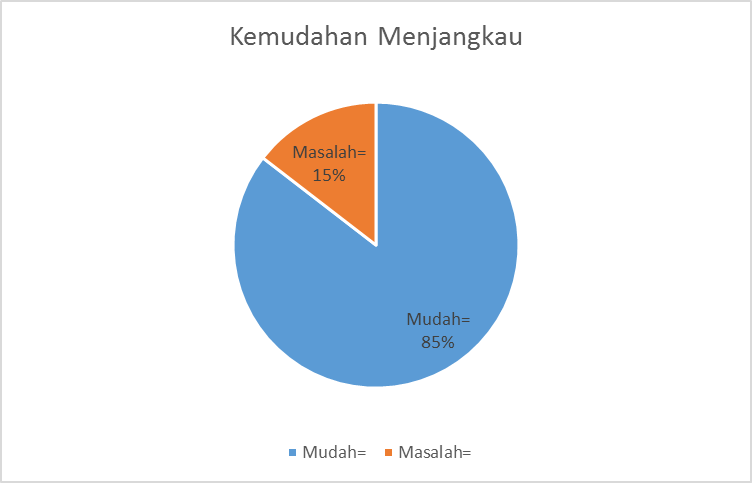 Kemudahan Menjangkau
Masalah=
15%
Mudah=
85%
Mudah= Masalah=